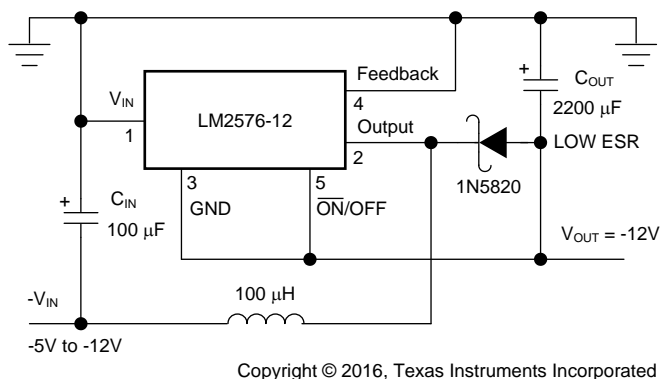 Feedback
4
C_OUT
2200 μF
LOW ESR
V_IN
1
LM2576-12
Output
2
1N5820
+
+
3
GND
5
O̅N̅/OFF
C_IN
100 μF
V_OUT = -12V
100 μH
-V_IN
-5V to -12V
Copyright © 2016, Texas Instruments Incorporated